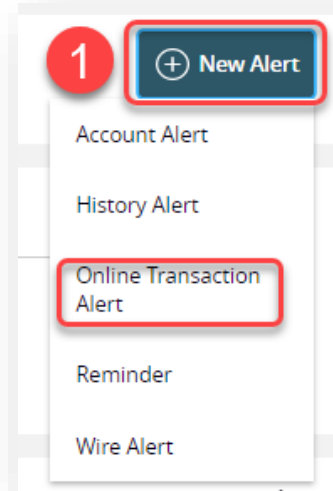 1
New Alert
Account Alert
History Alert
Online Transaction
Alert
Reminder
Wire Alert